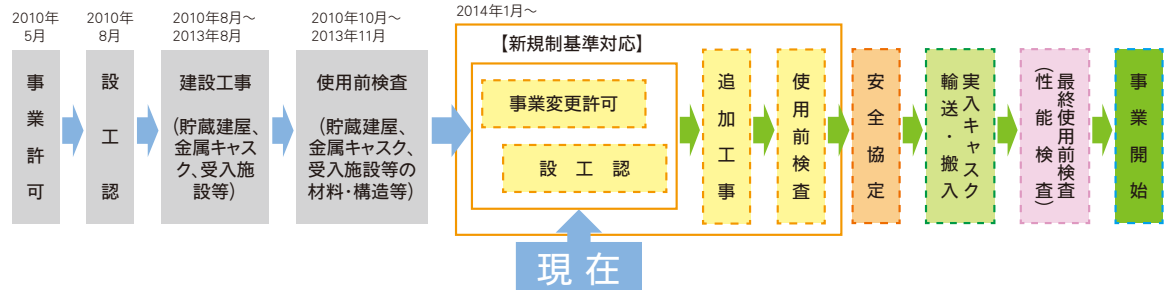 2010年
5月
事業許可
2010年
8月
設工認
2010年8月～
2013年8月
建設工事
(貯蔵建屋、
金属キャス
ク、受入施
設等)
2010年10月～
2013年11月
使用前検査
(貯蔵建屋、
金属キャスク、
受入施設等の
材料・構造等)
2014年1月～
【新規制基準対応】
事業変更許可
設工認
追加工事
使用前検査
安全協定
実入キャスク
輸送・搬入
最終使用前検査
(性能検査)
事業開始
現在